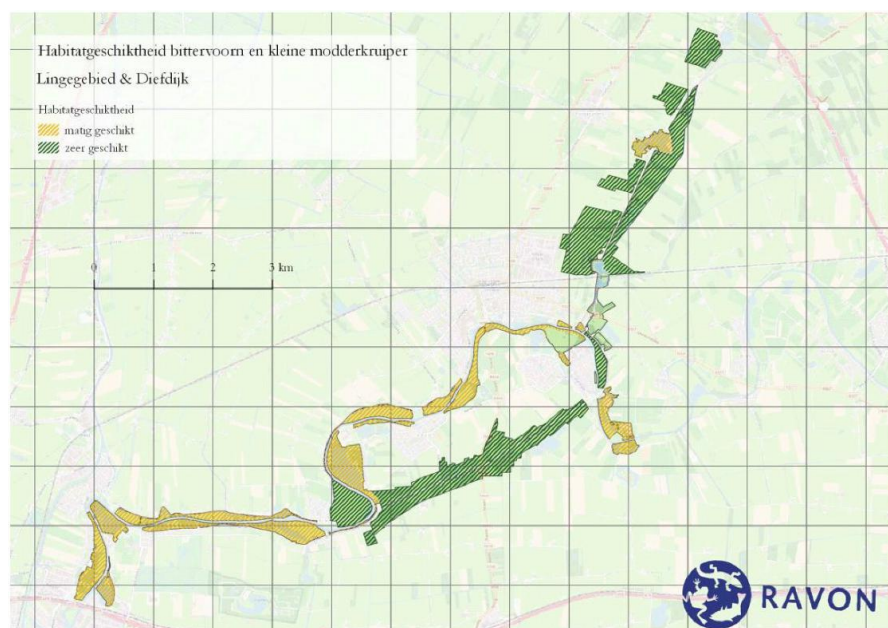 Habitatgeschiktheid bittervoorn en kleine modderkruiper
Lingegebied & Diefdijk
Habitatgeschiktheid
matig geschikt
zeer geschikt
0 1 2 3 km
RAVON